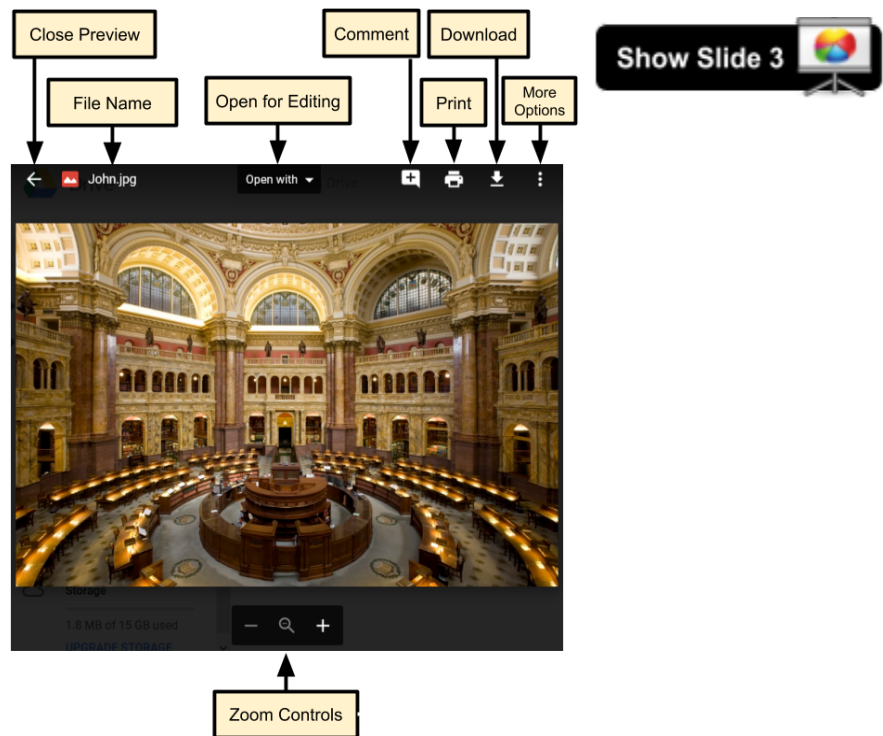 Close Preview
Comment
Download
Show Slide 3
File Name
Open for Editing
Print
More
Options
John.jpg
Open with
Drive
Storage
1.8 MB of 15 GB used
UPGRADE STORAGE
Zoom Controls